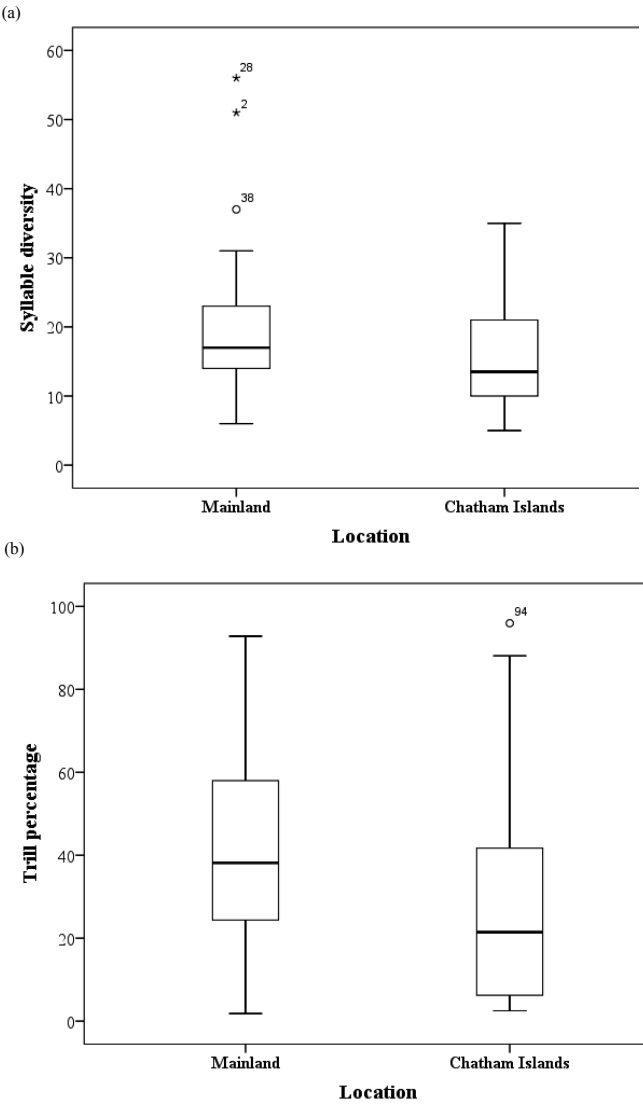 (a)
60
28
50
2
40
38
30
20
10
0
Syllable diversity
Mainland
Chatham Islands
Location
(b)
100
94
80
60
40
20
0
Trill percentage
Mainland
Chatham Islands
Location